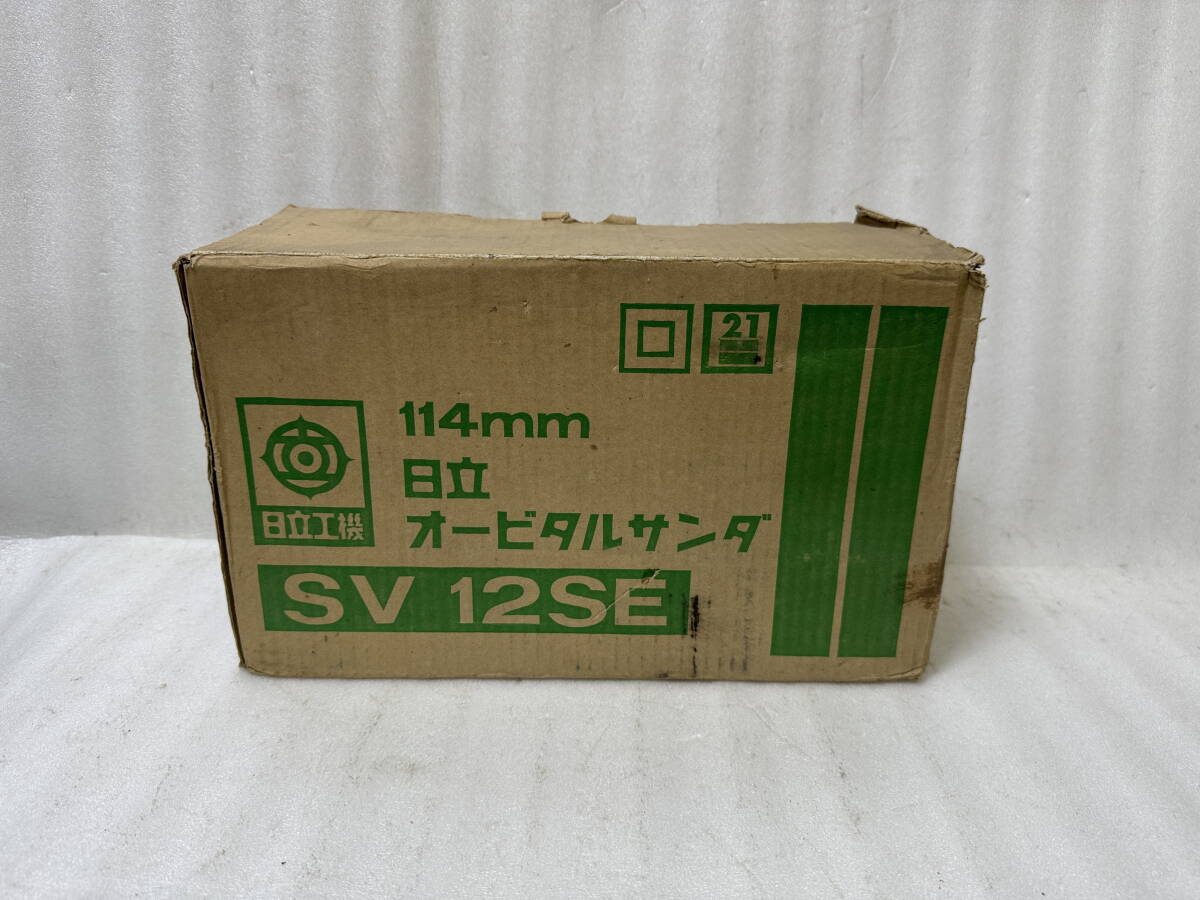 21
114mm
日立
オービタルサンダ
日立工機
SV 12SE